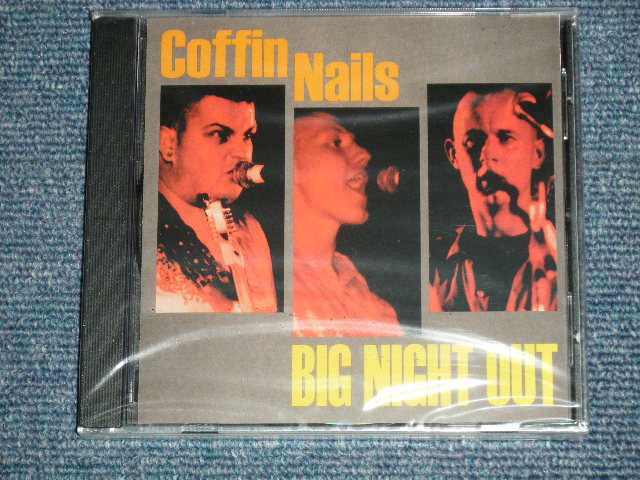 Coffin
Nails
BIG NIGHT OUT